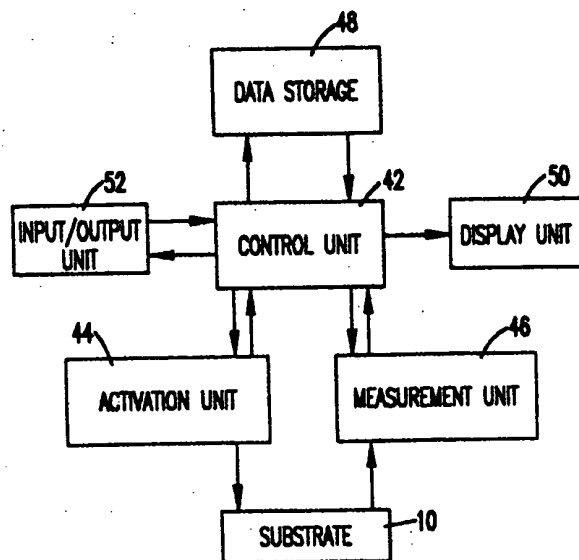 48
DATA STORAGE
52
42
50
INPUT/OUTPUT
UNIT
CONTROL UNIT
DISPLAY UNIT
44
46
ACTIVATION UNIT
MEASUREMENT UNIT
SUBSTRATE
10